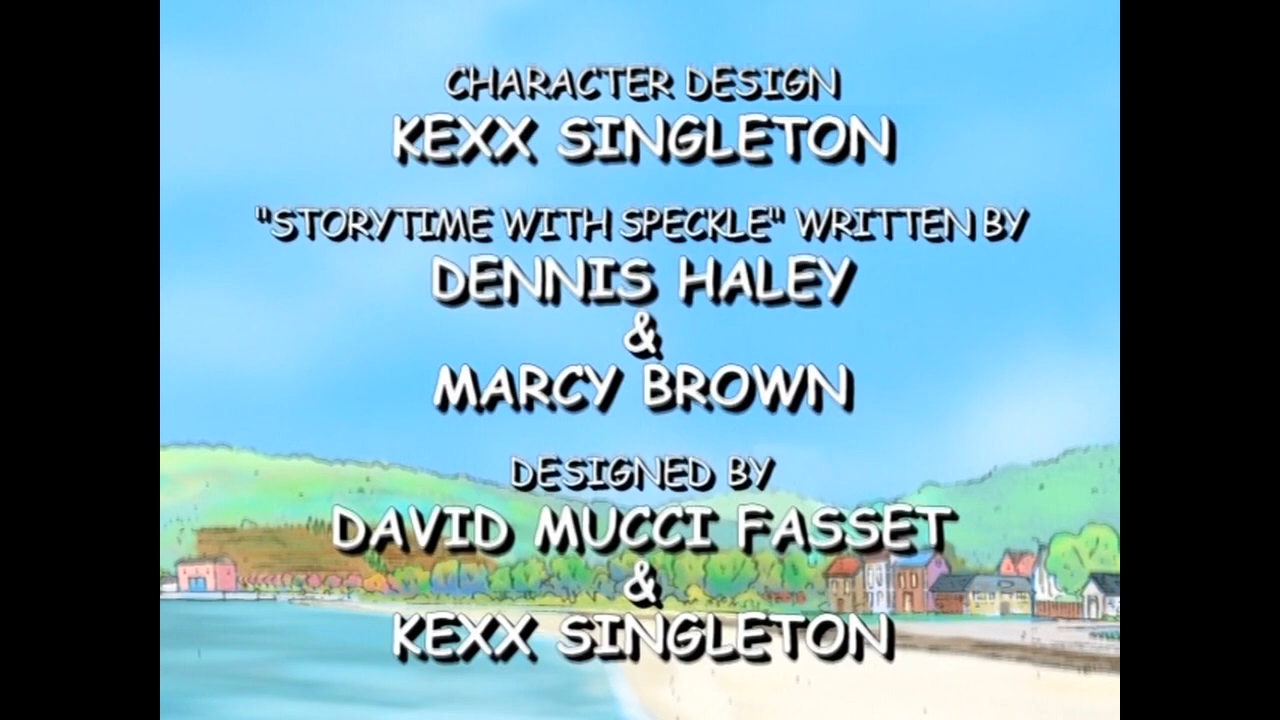 CHARACTER DESIGN
KEXX SINGLETON
"STORYTIME WITH SPECKLE" WRITTEN BY
DENNIS HALEY
&
MARCY BROWN
DESIGNED BY
DAVID MUCCI FASSET
&
KEXX SINGLETON